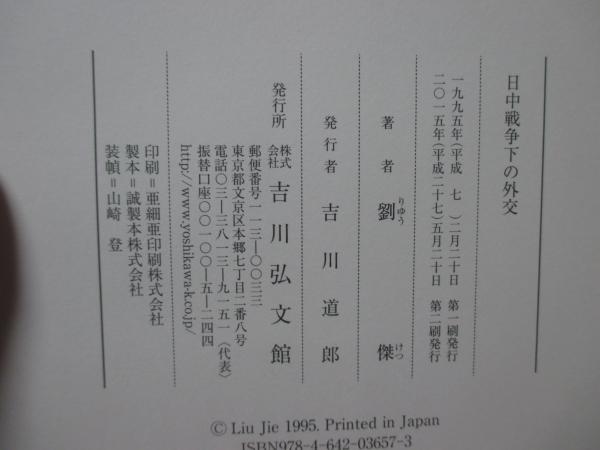 日中戦争下の外交
一九九五年(平成 七 )二月二十日 第一刷発行
二〇一五年(平成二十七)五月二十日 第二刷発行
著者 劉 傑
りゅう けつ
発行者 吉川道郎
発行所 株式会社 吉川弘文館
郵便番号一一三―〇〇三三
東京都文京区本郷七丁目二番八号
電話〇三―三八一三―九一五一〈代表〉
振替口座〇〇一〇〇―五―二四四
http://www.yoshikawa-k.co.jp/
印刷=亜細亜印刷株式会社
製本=誠製本株式会社
装幀=山崎 登
© Liu Jie 1995. Printed in Japan
ISBN978-4-642-03657-3